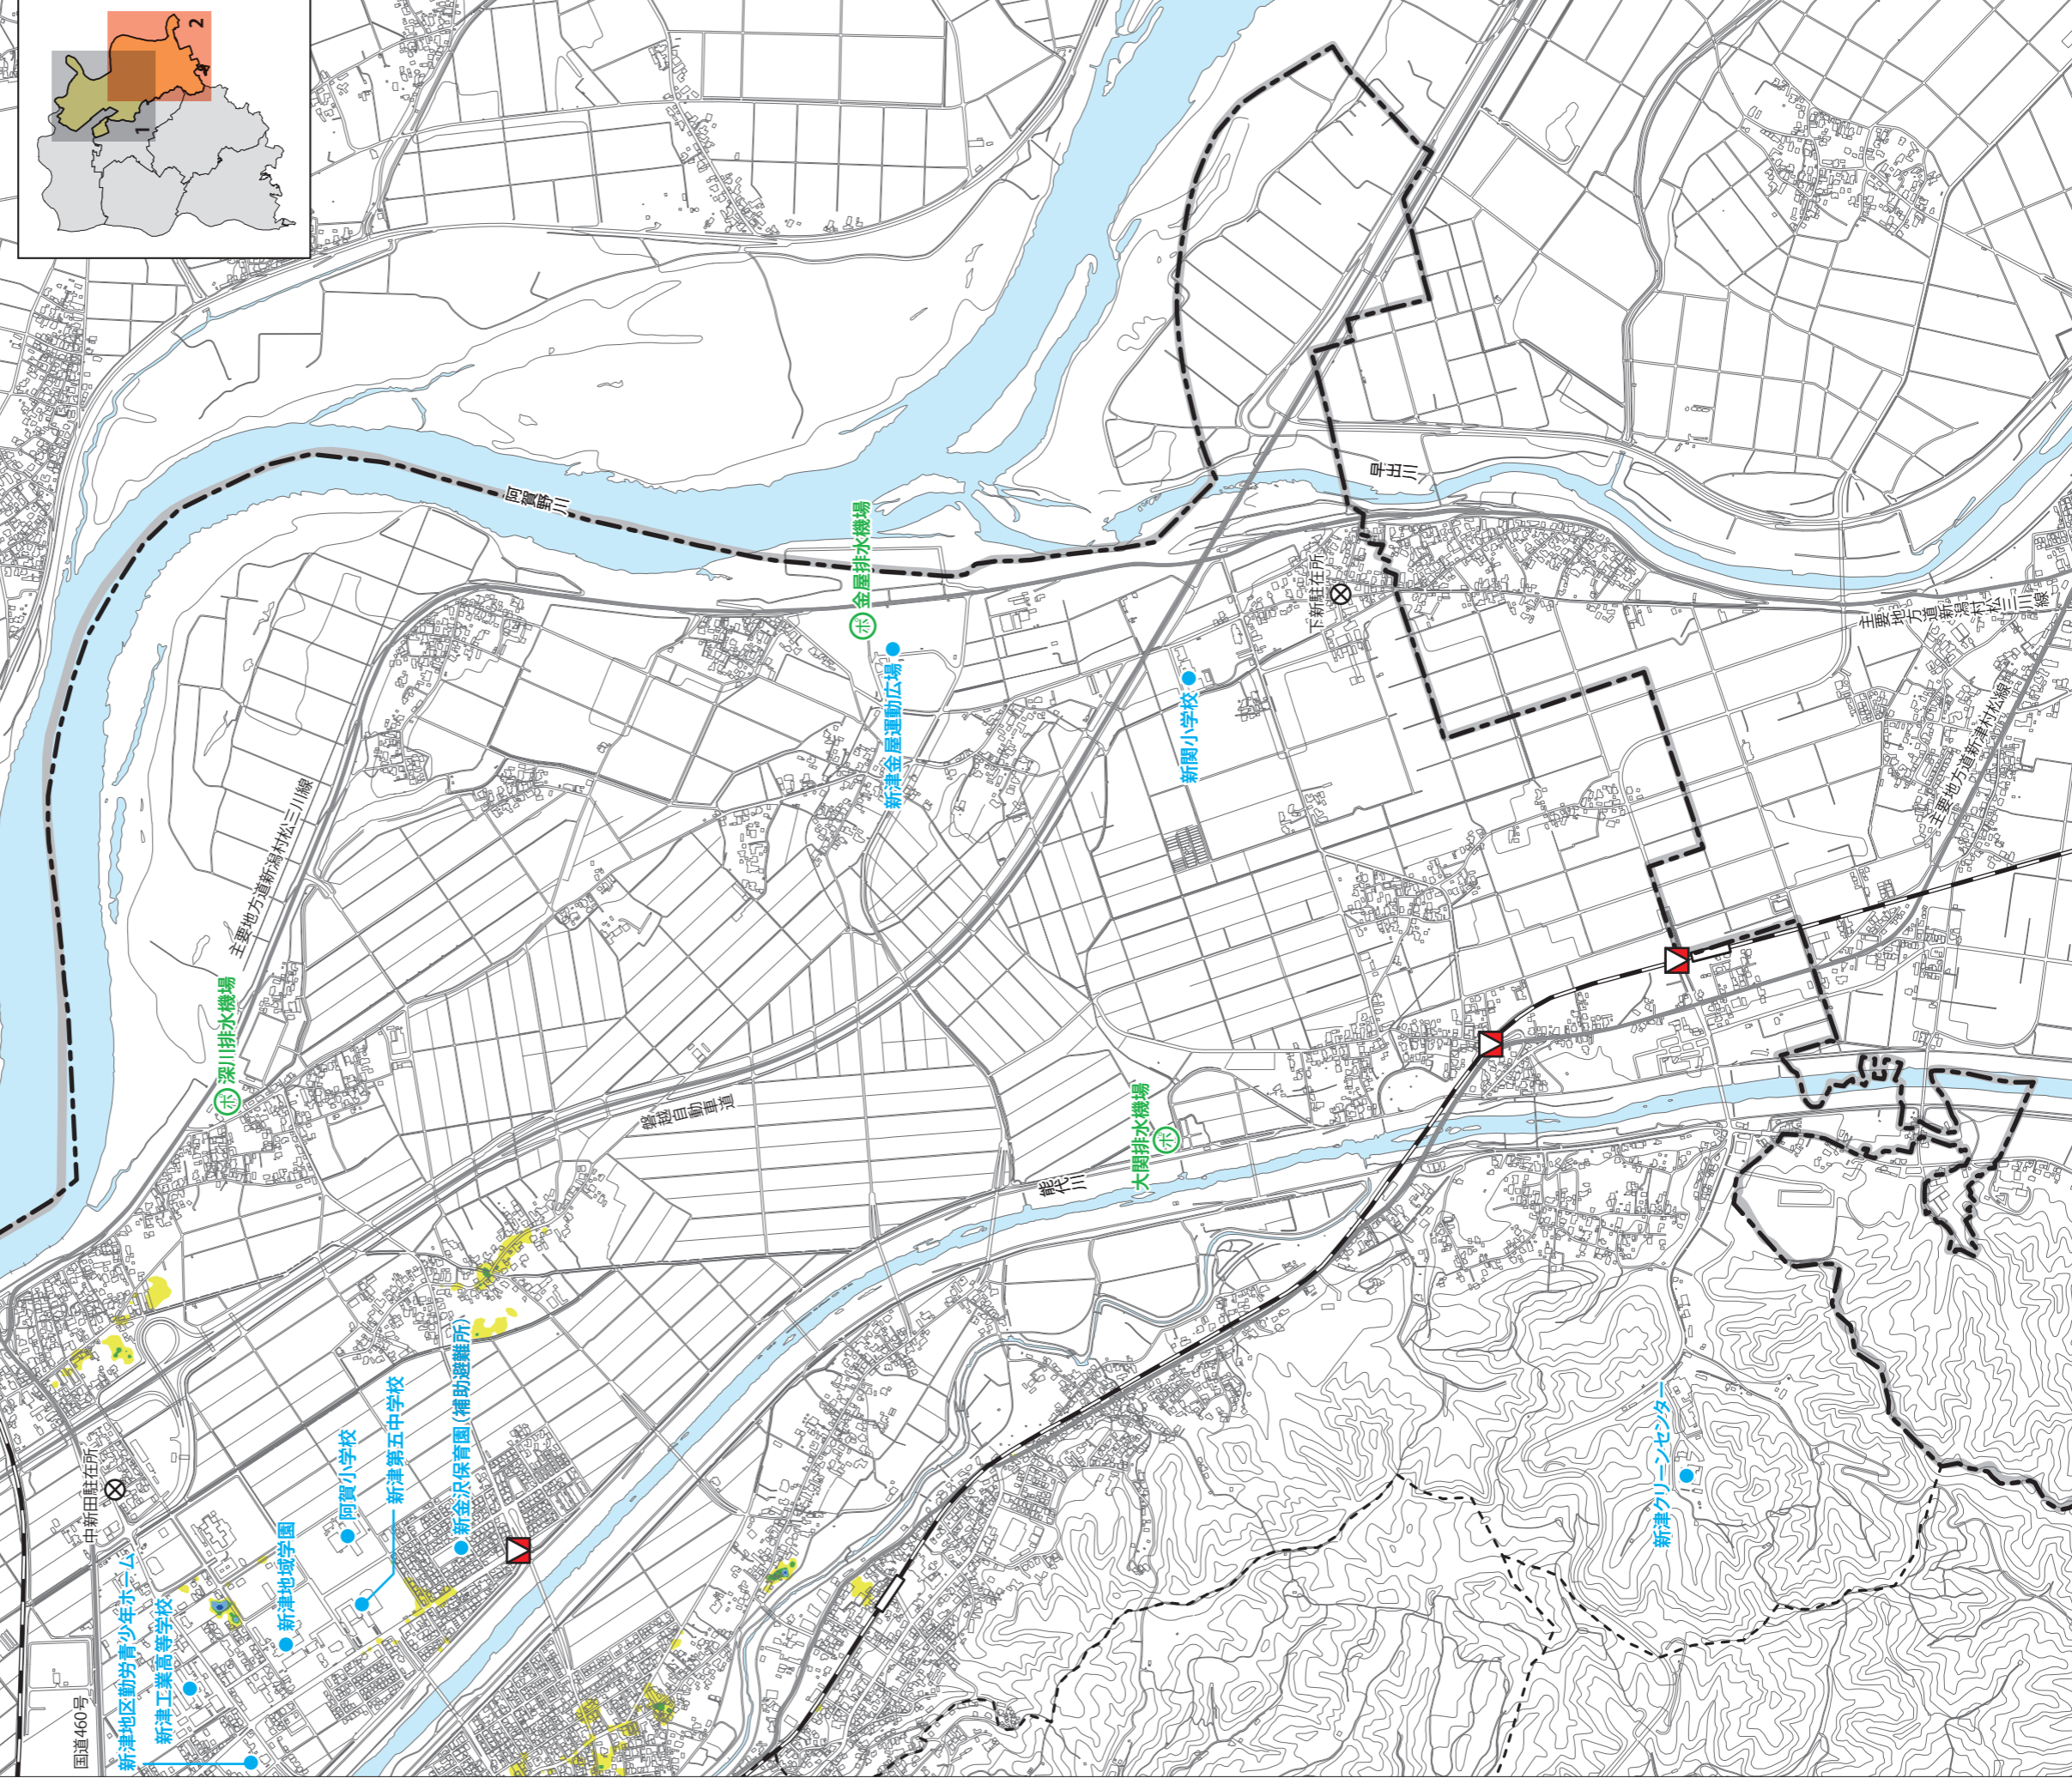 2
1
阿賀野川
ポ 金屋排水機場
新津金屋運動広場
早出川
下新駐在所
新関小学校
主要地方道新潟村松三川線
主要地方道新津村松線
主要地方道新潟村松三川線
ポ 深川排水機場
磐越自動車道
能代川
大関排水機場
ポ
中新田駐在所
国道460号
新津地区勤労青少年ホーム
新津工業高等学校
新津地域学園
阿賀小学校
新津第五中学校
新金沢保育園(補助避難所)
新津クリーンセンター